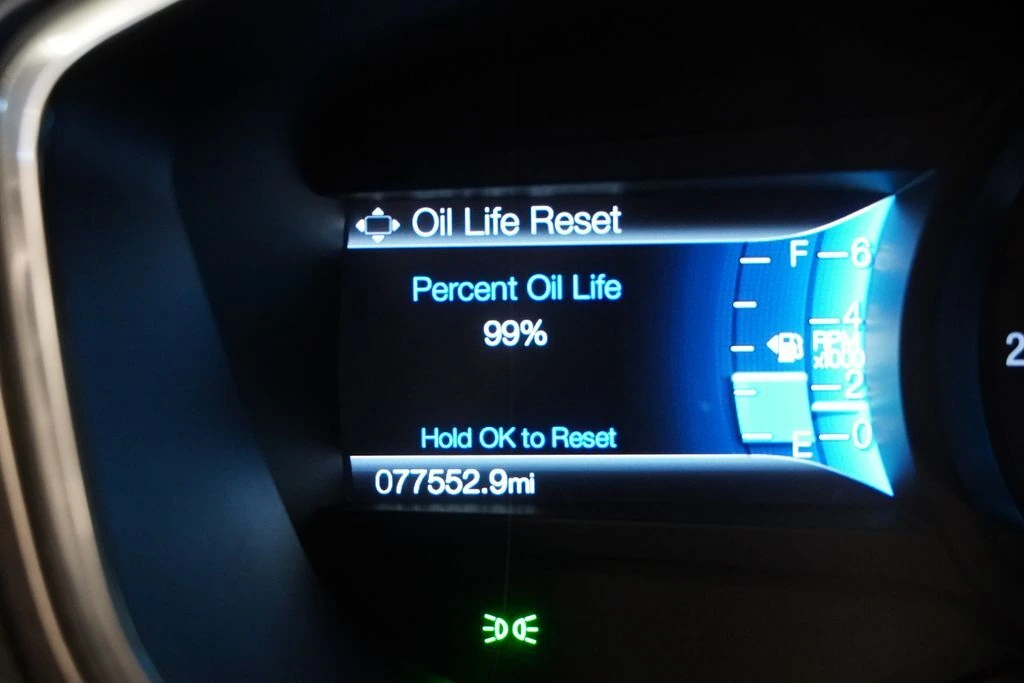 Oil Life Reset
Percent Oil Life
99%
Hold OK to Reset
077552.9mi
F
E
6
4
RPM
x1000
2
0
2